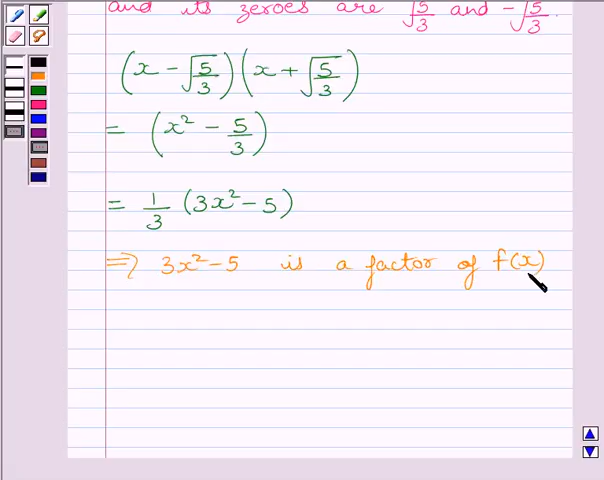 and its zeroes are √5/3 and -√5/3.
(x - √5/3)(x + √5/3)
= (x² - 5/3)
= 1/3 (3x² - 5)
⇒ 3x² - 5 is a factor of f(x)